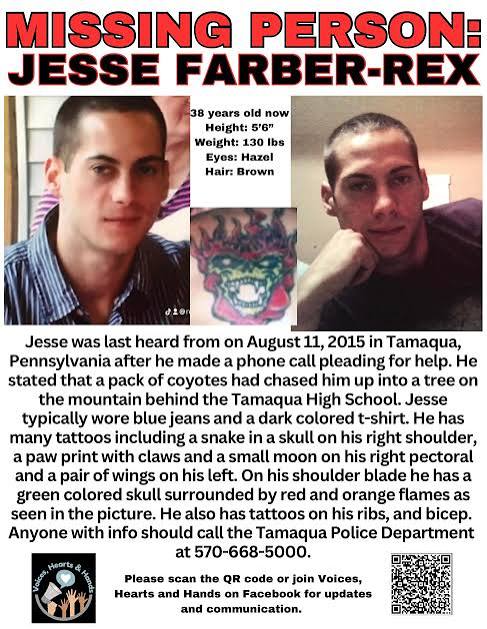 MISSING PERSON:
JESSE FARBER-REX
38 years old now
Height: 5'6"
Weight: 130 lbs
Eyes: Hazel
Hair: Brown
Jesse was last heard from on August 11, 2015 in Tamaqua,
Pennsylvania after he made a phone call pleading for help. He
stated that a pack of coyotes had chased him up into a tree on
the mountain behind the Tamaqua High School. Jesse
typically wore blue jeans and a dark colored t-shirt. He has
many tattoos including a snake in a skull on his right shoulder,
a paw print with claws and a small moon on his right pectoral
and a pair of wings on his left. On his shoulder blade he has a
green colored skull surrounded by red and orange flames as
seen in the picture. He also has tattoos on his ribs, and bicep.
Anyone with info should call the Tamaqua Police Department
at 570-668-5000.
Voices, Hearts & Hands
Please scan the QR code or join Voices,
Hearts and Hands on Facebook for updates
and communication.